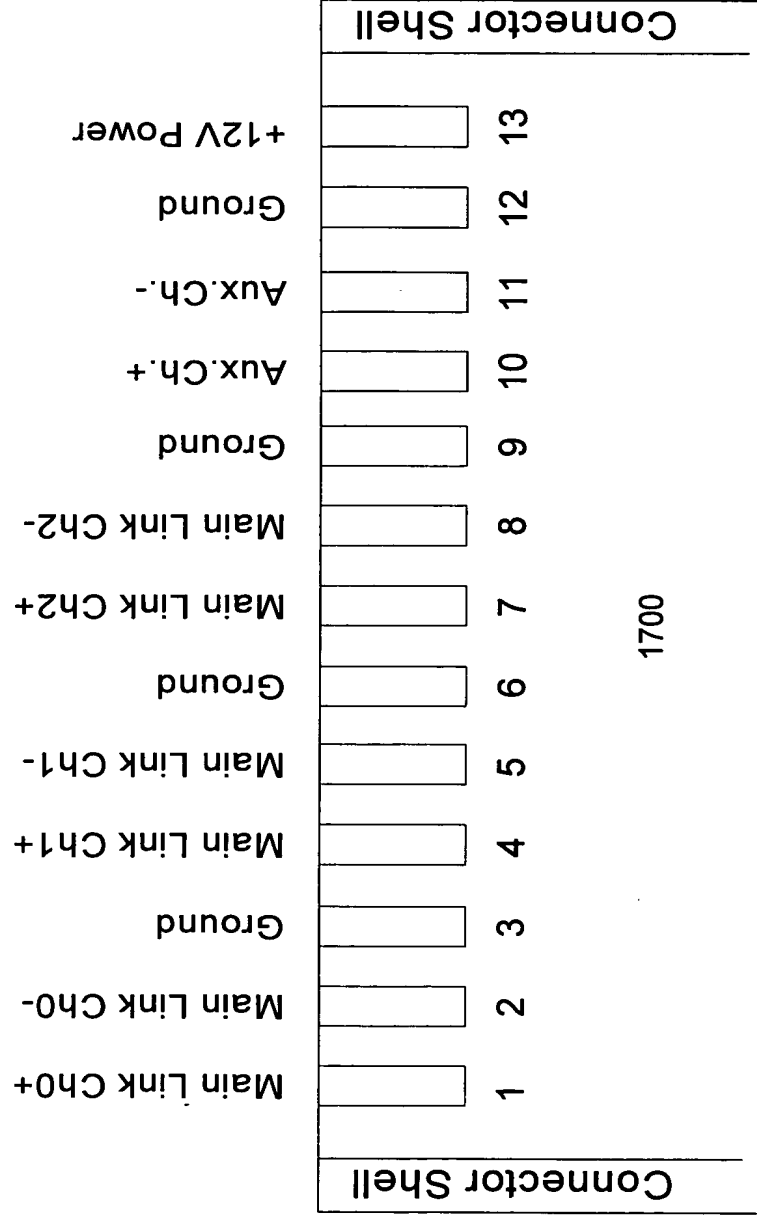 Connector Shell
+12V Power
13
Ground
12
Aux.Ch.-
11
Aux.Ch.+
10
Ground
9
Main Link Ch2-
8
Main Link Ch2+
7
Ground
6
Main Link Ch1-
5
Main Link Ch1+
4
Ground
3
Main Link Ch0-
2
Main Link Ch0+
1
Connector Shell
1700